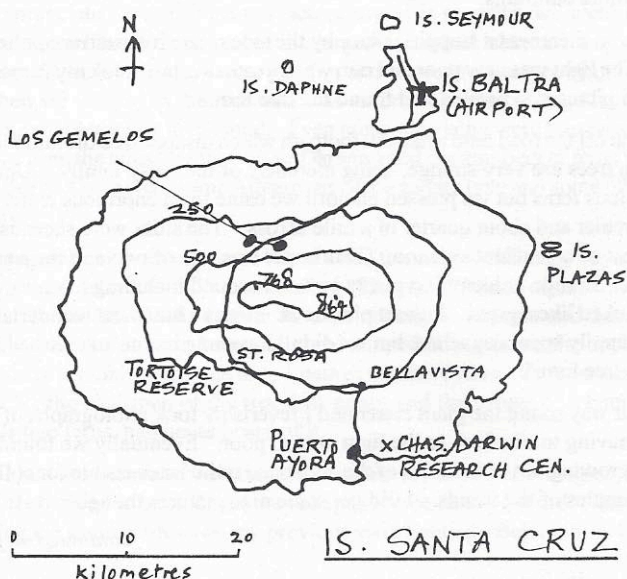 N
IS. SEYMOUR
IS. DAPHNE
IS. BALTRA
(AIRPORT)
LOS GEMELOS
250
500
IS.
PLAZAS
768
864
ST. ROSA
TORTOISE
RESERVE
BELLAVISTA
PUERTO
AYORA
x CHAS. DARWIN
RESEARCH CEN.
0 10 20
kilometres
IS. SANTA CRUZ